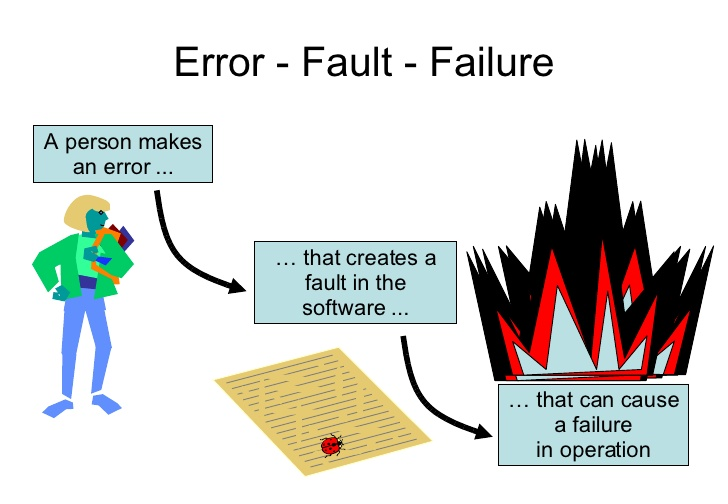 Error - Fault - Failure
A person makes
an error ...
… that creates a
fault in the
software ...
… that can cause
a failure
in operation